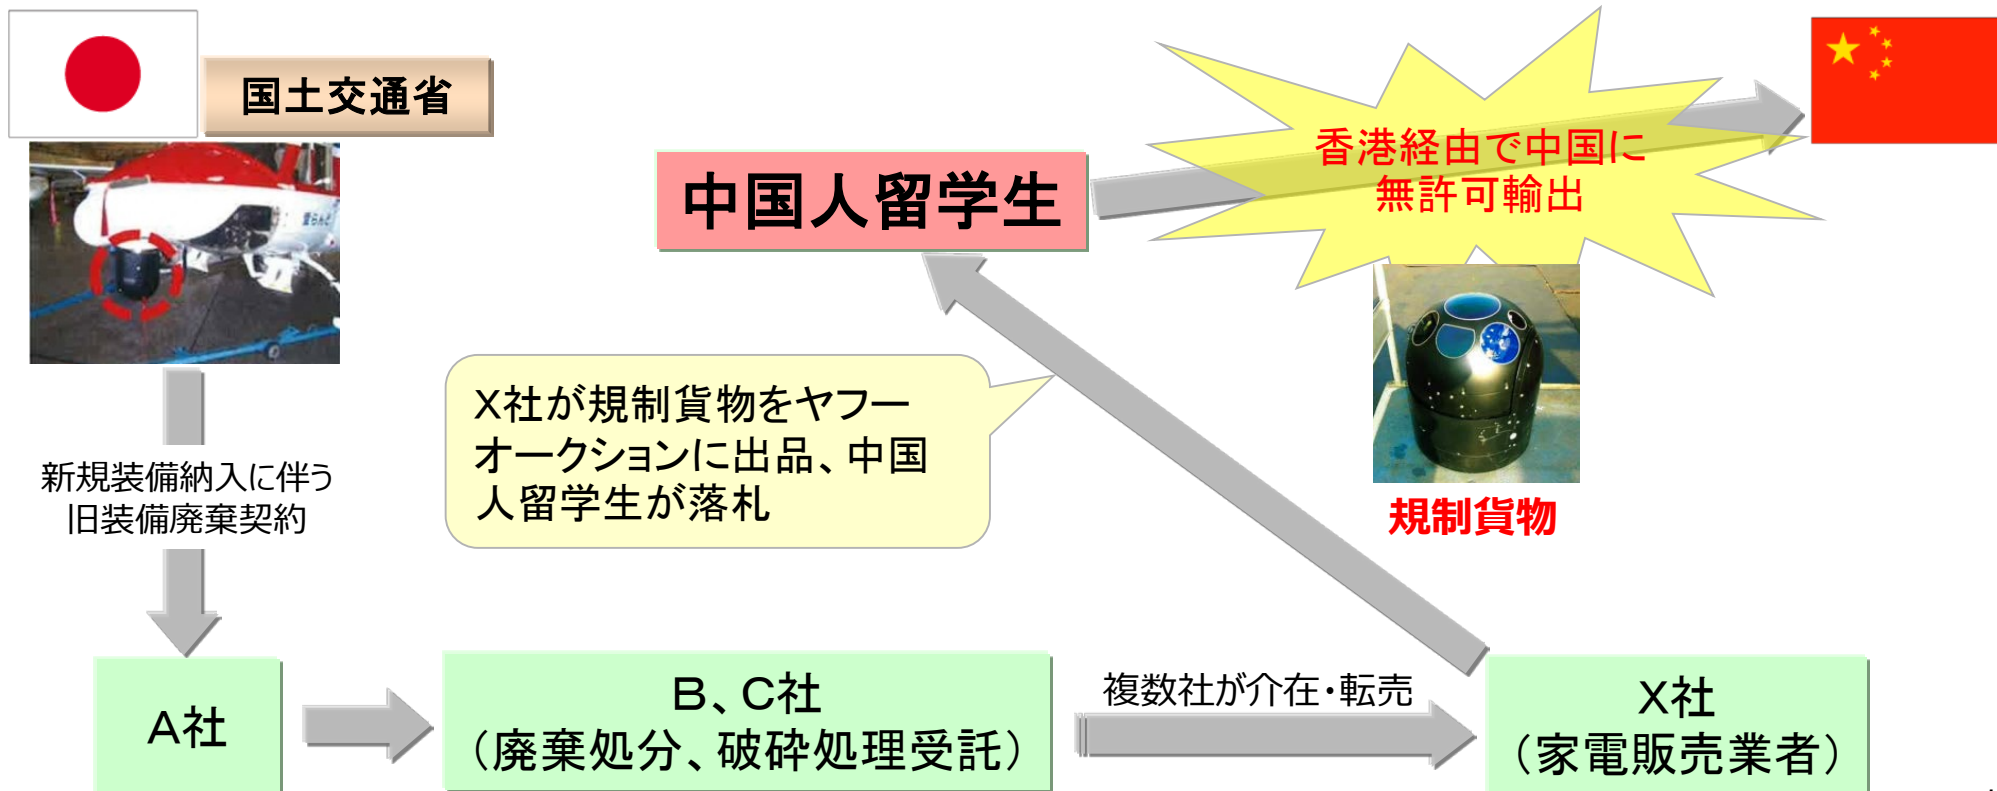 国土交通省
中国人留学生
香港経由で中国に
無許可輸出
X社が規制貨物をヤフー
オークションに出品、中国
人留学生が落札
規制貨物
新規装備納入に伴う
旧装備廃棄契約
A社
B、C社
（廃棄処分、破砕処理受託）
複数社が介在・転売
X社
（家電販売業者）